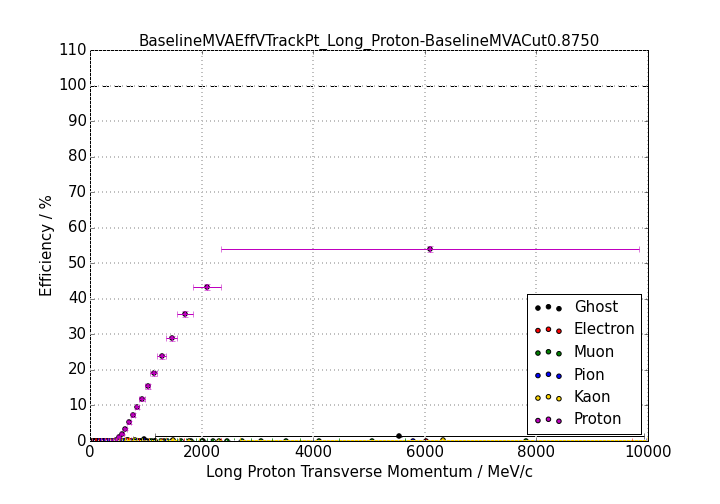 BaselineMVAEffVTrackPt_Long_Proton-BaselineMVACut0.8750
110
100
90
80
70
60
50
40
30
20
10
0
Efficiency / %
Ghost
Electron
Muon
Pion
Kaon
Proton
0 2000 4000 6000 8000 10000
Long Proton Transverse Momentum / MeV/c